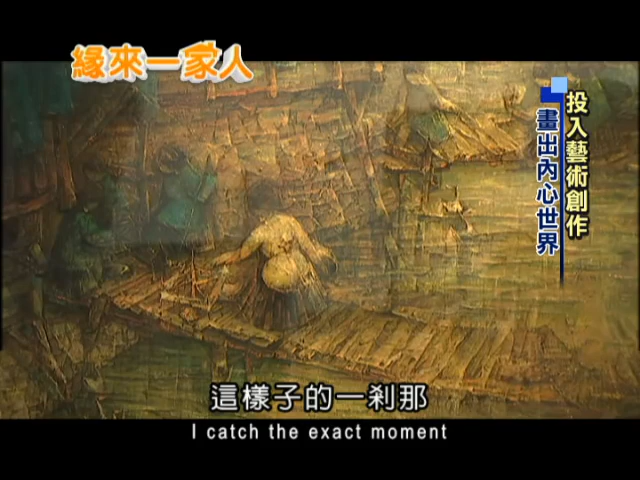 緣來一家人
投入藝術創作
畫出內心世界
這樣子的一剎那
I catch the exact moment